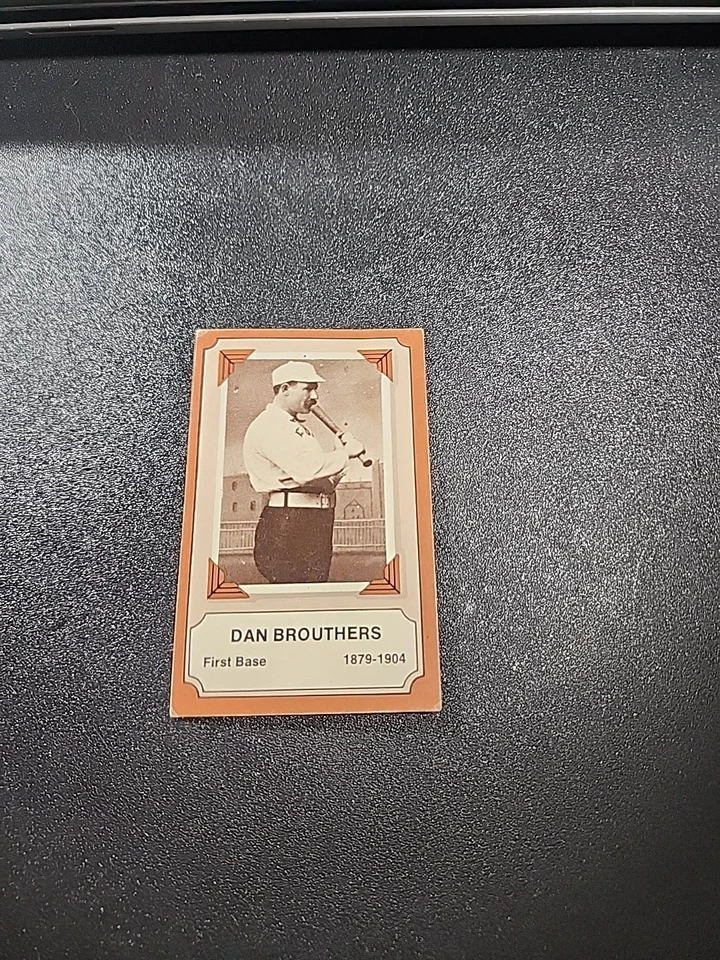 DAN BROUTHERS
First Base 1879-1904